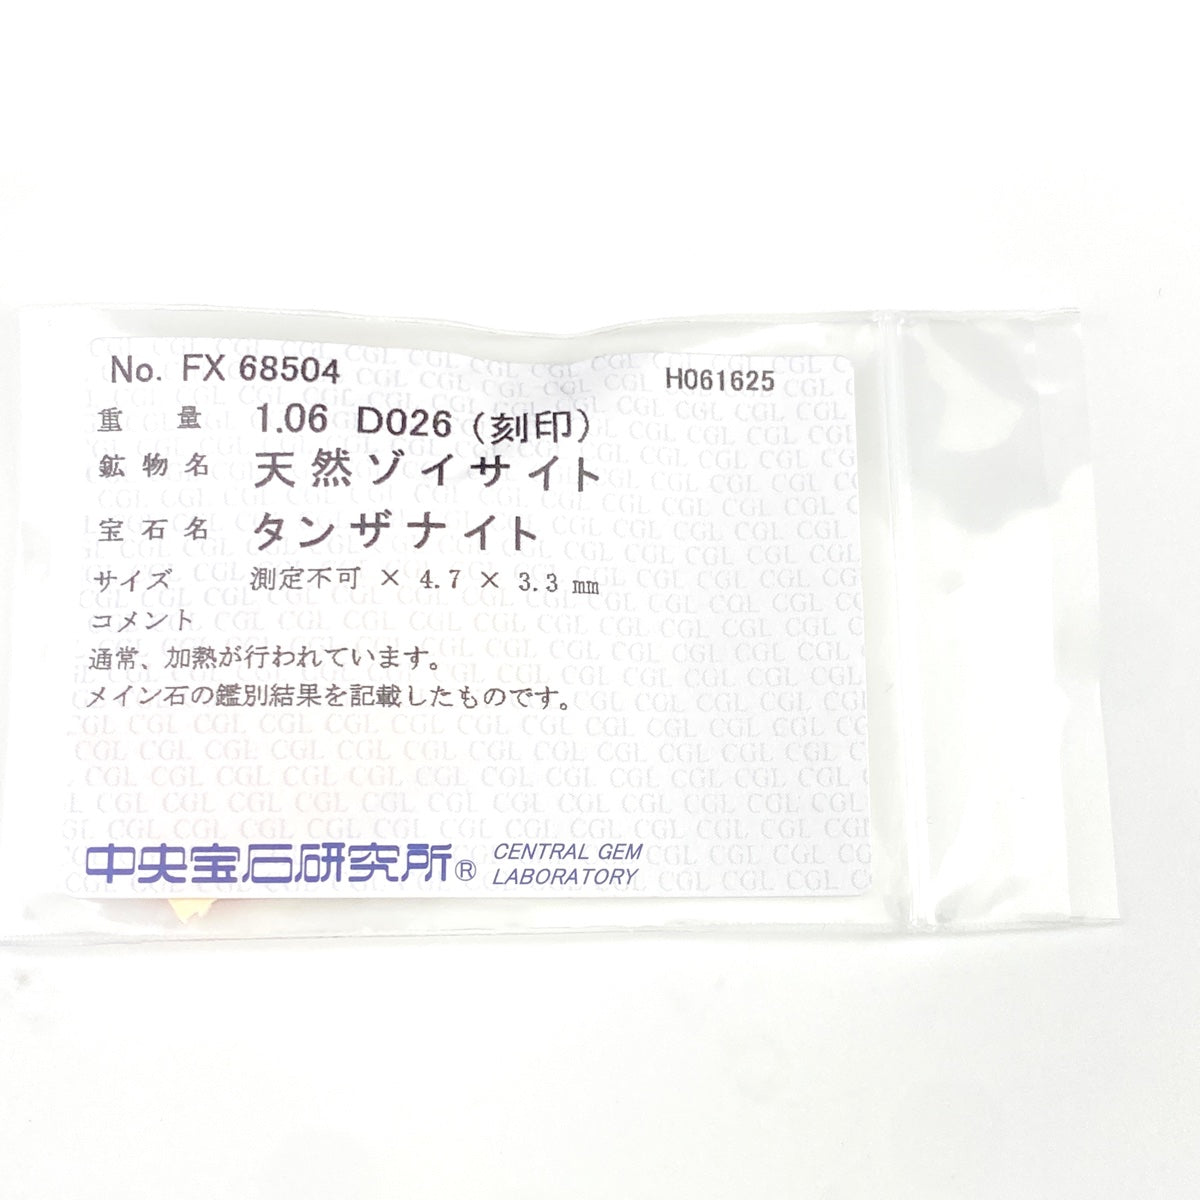 No. FX 68504 H061625
重量 1.06 D026 (刻印)
鉱物名 天然ゾイサイト
宝石名 タンザナイト
サイズ 測定不可 × 4.7 × 3.3 mm
コメント
通常、加熱が行われています。
メイン石の鑑別結果を記載したものです。
中央宝石研究所® CENTRAL GEM
LABORATORY